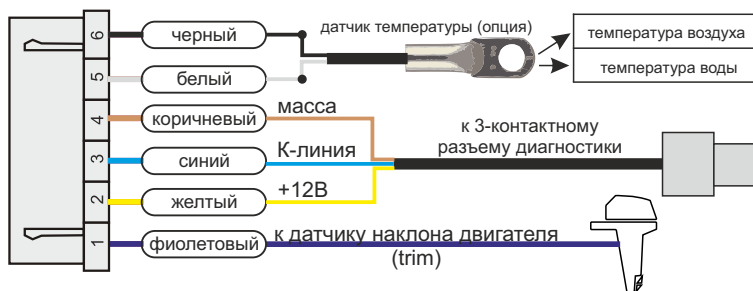 6 черный
датчик температуры (опция)
температура воздуха
температура воды
5 белый
4 коричневый масса
3 синий К-линия
2 желтый +12В
к 3-контактному
разъему диагностики
1 фиолетовый к датчику наклона двигателя
(trim)